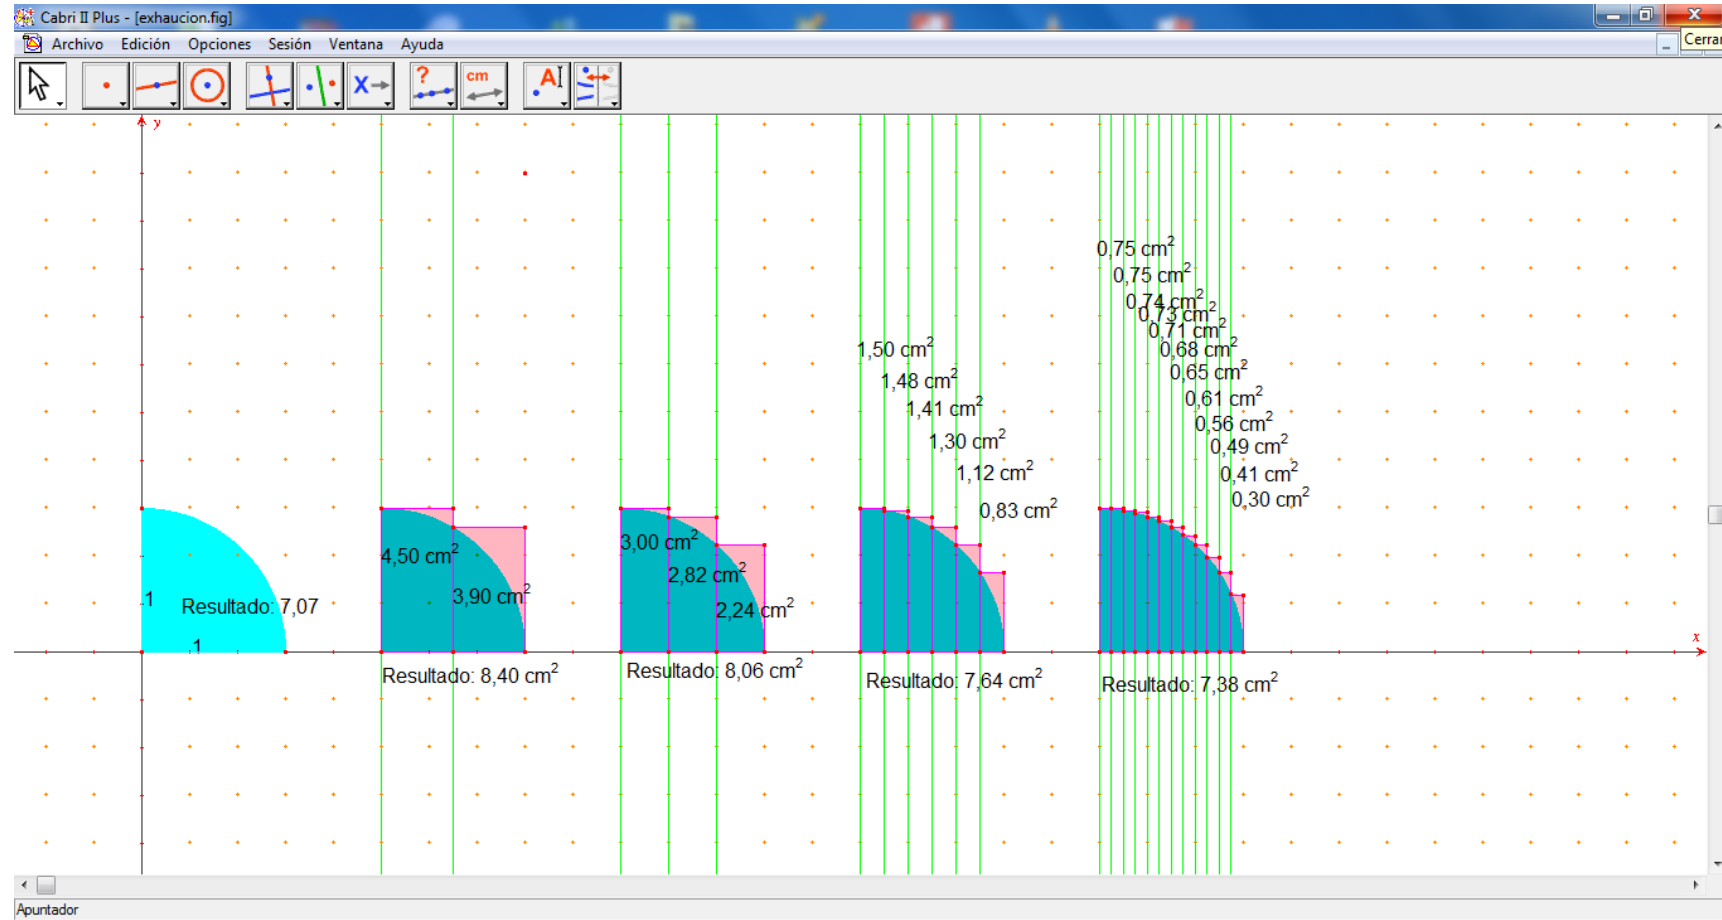 Cabri II Plus - [exhaucion.fig]
Cerrar
Archivo Edición Opciones Sesión Ventana Ayuda
? cm
X A
y
0,75 cm²
0,75 cm²
0,74 cm²
0,73 cm²
0,71 cm²
0,68 cm²
0,65 cm²
0,61 cm²
0,56 cm²
0,49 cm²
0,41 cm²
0,30 cm²
1,50 cm²
1,48 cm²
1,41 cm²
1,30 cm²
1,12 cm²
0,83 cm²
4,50 cm²
3,90 cm²
3,00 cm²
2,82 cm²
2,24 cm²
1
Resultado: 7,07
1
x
Resultado: 8,40 cm²
Resultado: 8,06 cm²
Resultado: 7,64 cm²
Resultado: 7,38 cm²
Apuntador